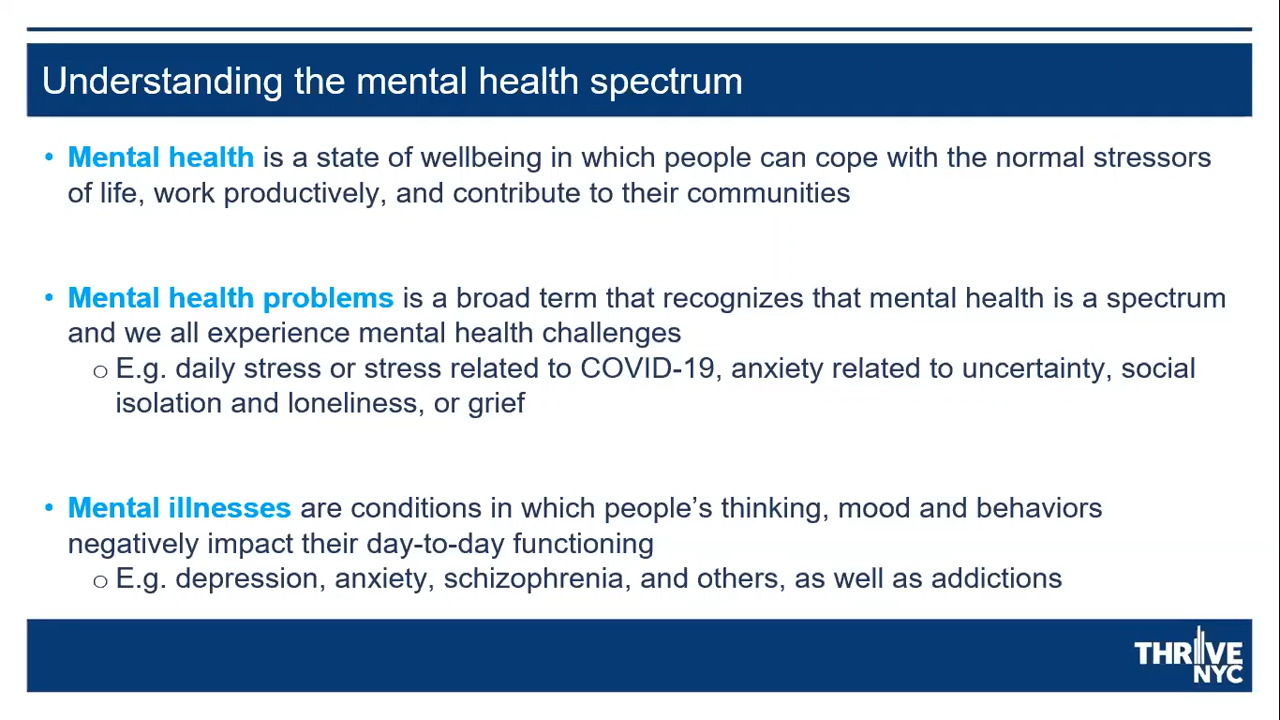 Understanding the mental health spectrum
• Mental health is a state of wellbeing in which people can cope with the normal stressors
of life, work productively, and contribute to their communities
• Mental health problems is a broad term that recognizes that mental health is a spectrum
and we all experience mental health challenges
o E.g. daily stress or stress related to COVID-19, anxiety related to uncertainty, social
isolation and loneliness, or grief
• Mental illnesses are conditions in which people’s thinking, mood and behaviors
negatively impact their day-to-day functioning
o E.g. depression, anxiety, schizophrenia, and others, as well as addictions
THRIVE
NYC